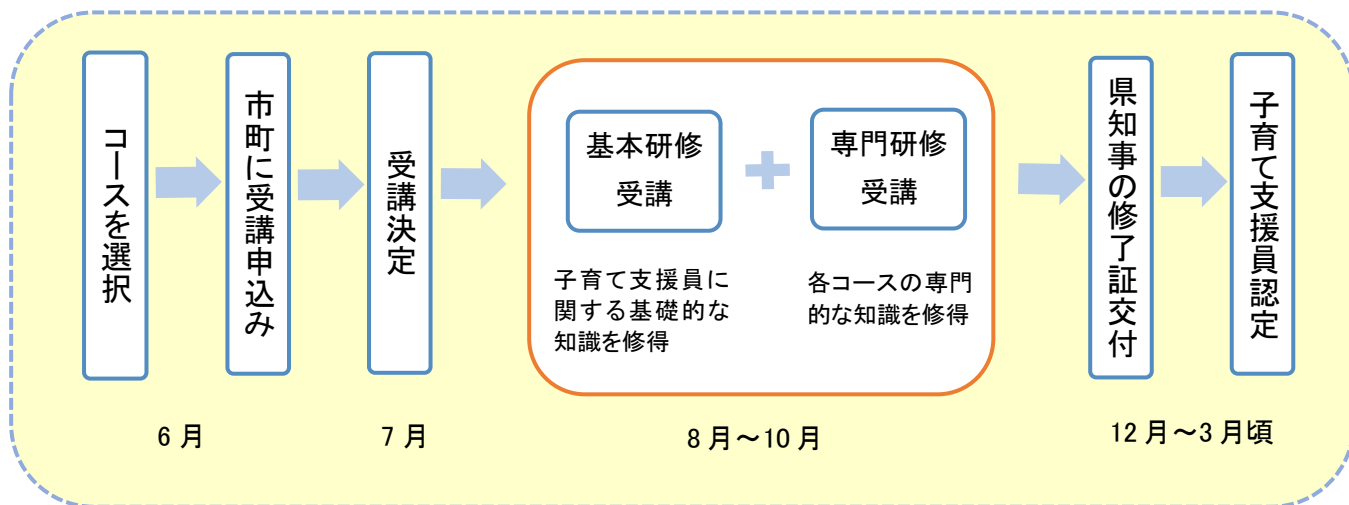 コースを選択
市町に受講申込み
受講決定
基本研修
受講
専門研修
受講
子育て支援員に
関する基礎的な
知識を修得
各コースの専門
的な知識を修得
県知事の修了証交付
子育て支援員認定
6 月
7 月
8 月～10 月
12 月～3 月頃